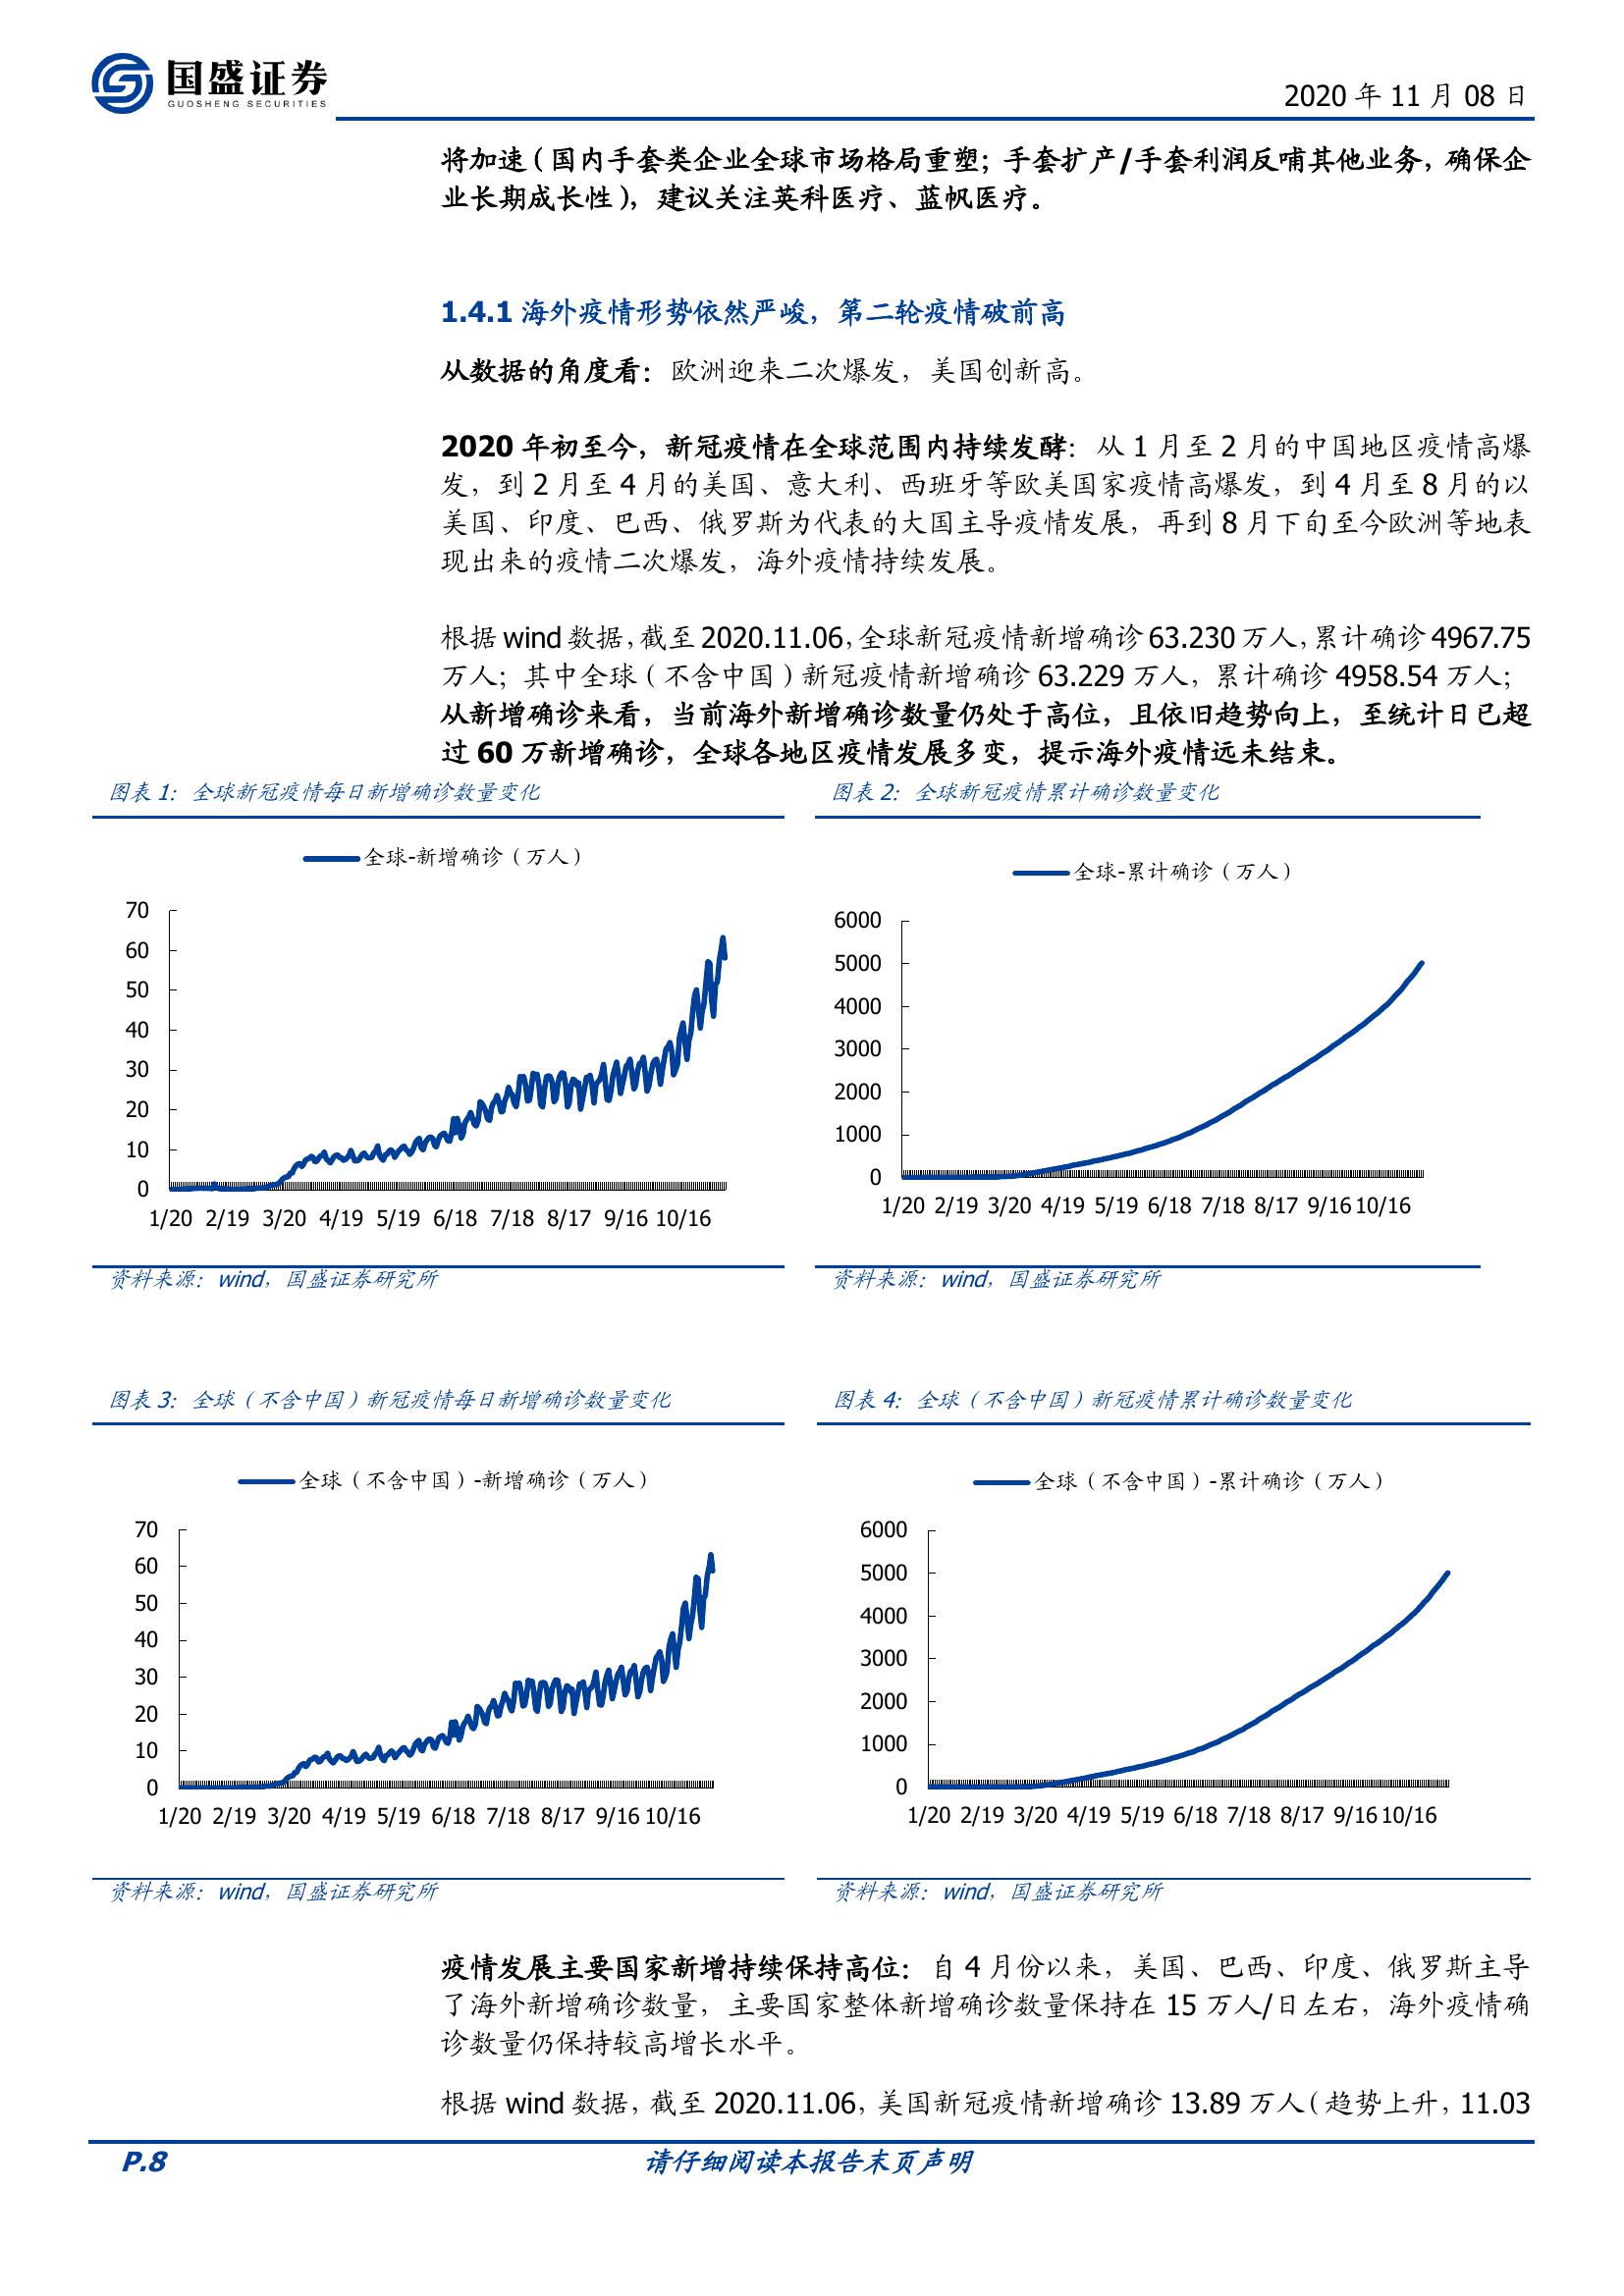 国盛证券
GUOSHENG SECURITIES
2020 年 11 月 08 日
将加速（国内手套类企业全球市场格局重塑；手套扩产/手套利润反哺其他业务，确保企
业长期成长性），建议关注英科医疗、蓝帆医疗。
1.4.1 海外疫情形势依然严峻，第二轮疫情破前高
从数据的角度看：欧洲迎来二次爆发，美国创新高。
2020 年初至今，新冠疫情在全球范围内持续发酵：从 1 月至 2 月的中国地区疫情高爆
发，到 2 月至 4 月的美国、意大利、西班牙等欧美国家疫情高爆发，到 4 月至 8 月的以
美国、印度、巴西、俄罗斯为代表的大国主导疫情发展，再到 8 月下旬至今欧洲等地表
现出来的疫情二次爆发，海外疫情持续发展。
根据 wind 数据，截至 2020.11.06，全球新冠疫情新增确诊 63.230 万人，累计确诊 4967.75
万人；其中全球（不含中国）新冠疫情新增确诊 63.229 万人，累计确诊 4958.54 万人；
从新增确诊来看，当前海外新增确诊数量仍处于高位，且依旧趋势向上，至统计日已超
过 60 万新增确诊，全球各地区疫情发展多变，提示海外疫情远未结束。
图表 1：全球新冠疫情每日新增确诊数量变化
全球-新增确诊（万人）
70
60
50
40
30
20
10
0
1/20 2/19 3/20 4/19 5/19 6/18 7/18 8/17 9/16 10/16
资料来源：wind，国盛证券研究所
图表 2：全球新冠疫情累计确诊数量变化
全球-累计确诊（万人）
6000
5000
4000
3000
2000
1000
0
1/20 2/19 3/20 4/19 5/19 6/18 7/18 8/17 9/16 10/16
资料来源：wind，国盛证券研究所
图表 3：全球（不含中国）新冠疫情每日新增确诊数量变化
全球（不含中国）-新增确诊（万人）
70
60
50
40
30
20
10
0
1/20 2/19 3/20 4/19 5/19 6/18 7/18 8/17 9/16 10/16
资料来源：wind，国盛证券研究所
图表 4：全球（不含中国）新冠疫情累计确诊数量变化
全球（不含中国）-累计确诊（万人）
6000
5000
4000
3000
2000
1000
0
1/20 2/19 3/20 4/19 5/19 6/18 7/18 8/17 9/16 10/16
资料来源：wind，国盛证券研究所
疫情发展主要国家新增持续保持高位：自 4 月份以来，美国、巴西、印度、俄罗斯主导
了海外新增确诊数量，主要国家整体新增确诊数量保持在 15 万人/日左右，海外疫情确
诊数量仍保持较高增长水平。
根据 wind 数据，截至 2020.11.06，美国新冠疫情新增确诊 13.89 万人（趋势上升，11.03
P.8
请仔细阅读本报告末页声明